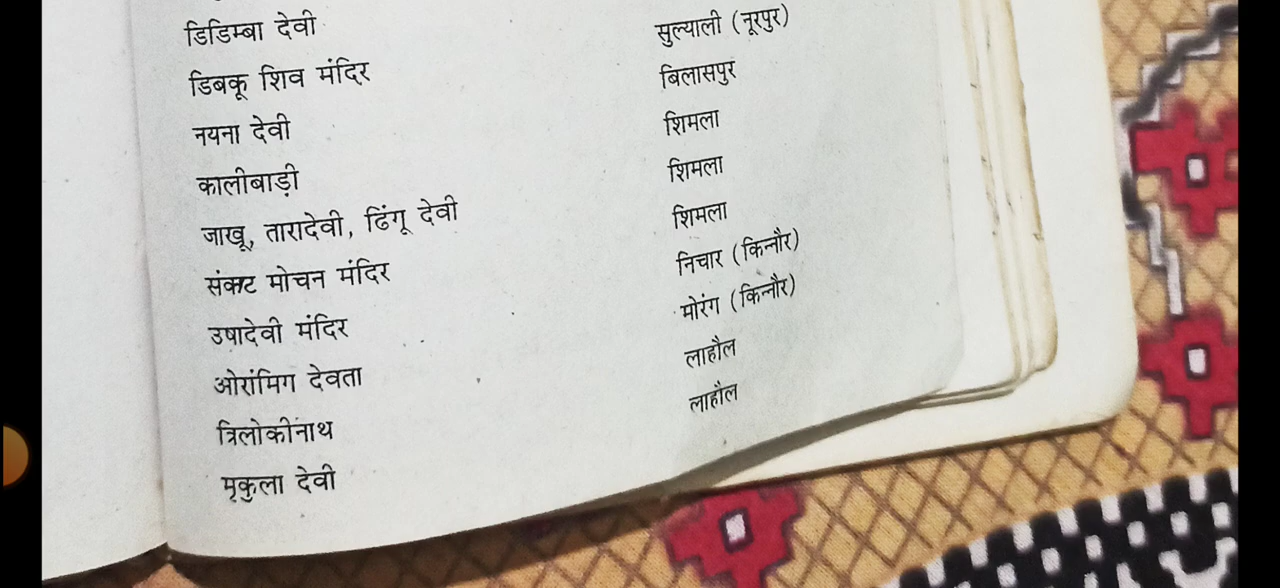 डिडिम्बा देवी
डिबकू शिव मंदिर सुल्याली (नूरपुर)
नयना देवी बिलासपुर
कालीबाड़ी शिमला
जाखू, तारादेवी, ढिंगू देवी शिमला
संकट मोचन मंदिर शिमला
उषादेवी मंदिर निचार (किन्नौर)
ओरांमिग देवता मोरंग (किन्नौर)
त्रिलोकीनाथ लाहौल
मृकुला देवी लाहौल